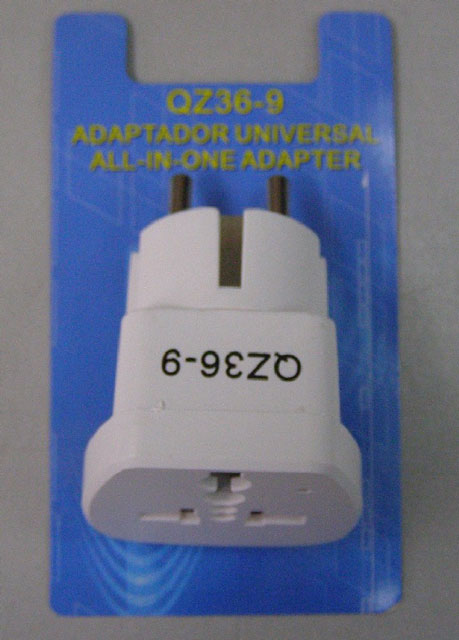 QZ36-9
ADAPTADOR UNIVERSAL
ALL-IN-ONE ADAPTER
QZ36-9